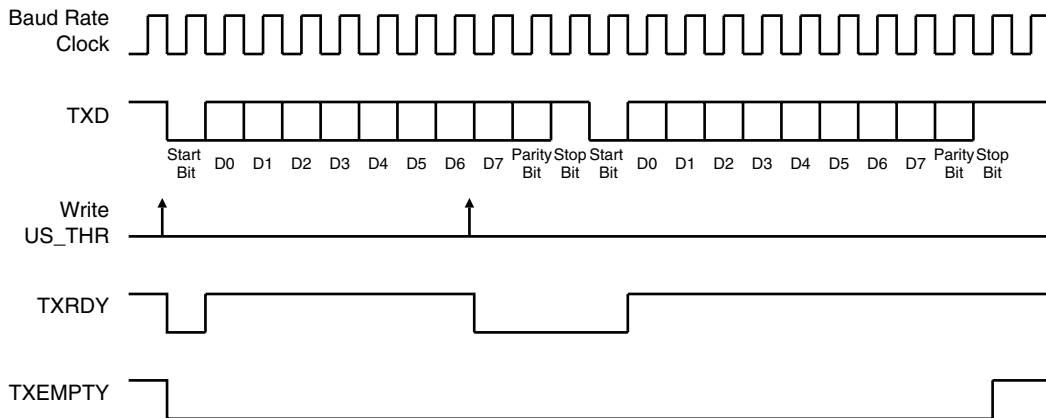 Baud Rate
Clock
TXD
Start
Bit
D0
D1
D2
D3
D4
D5
D6
D7
Parity
Bit
Stop
Bit
Start
Bit
D0
D1
D2
D3
D4
D5
D6
D7
Parity
Bit
Stop
Bit
Write
US_THR
TXRDY
TXEMPTY